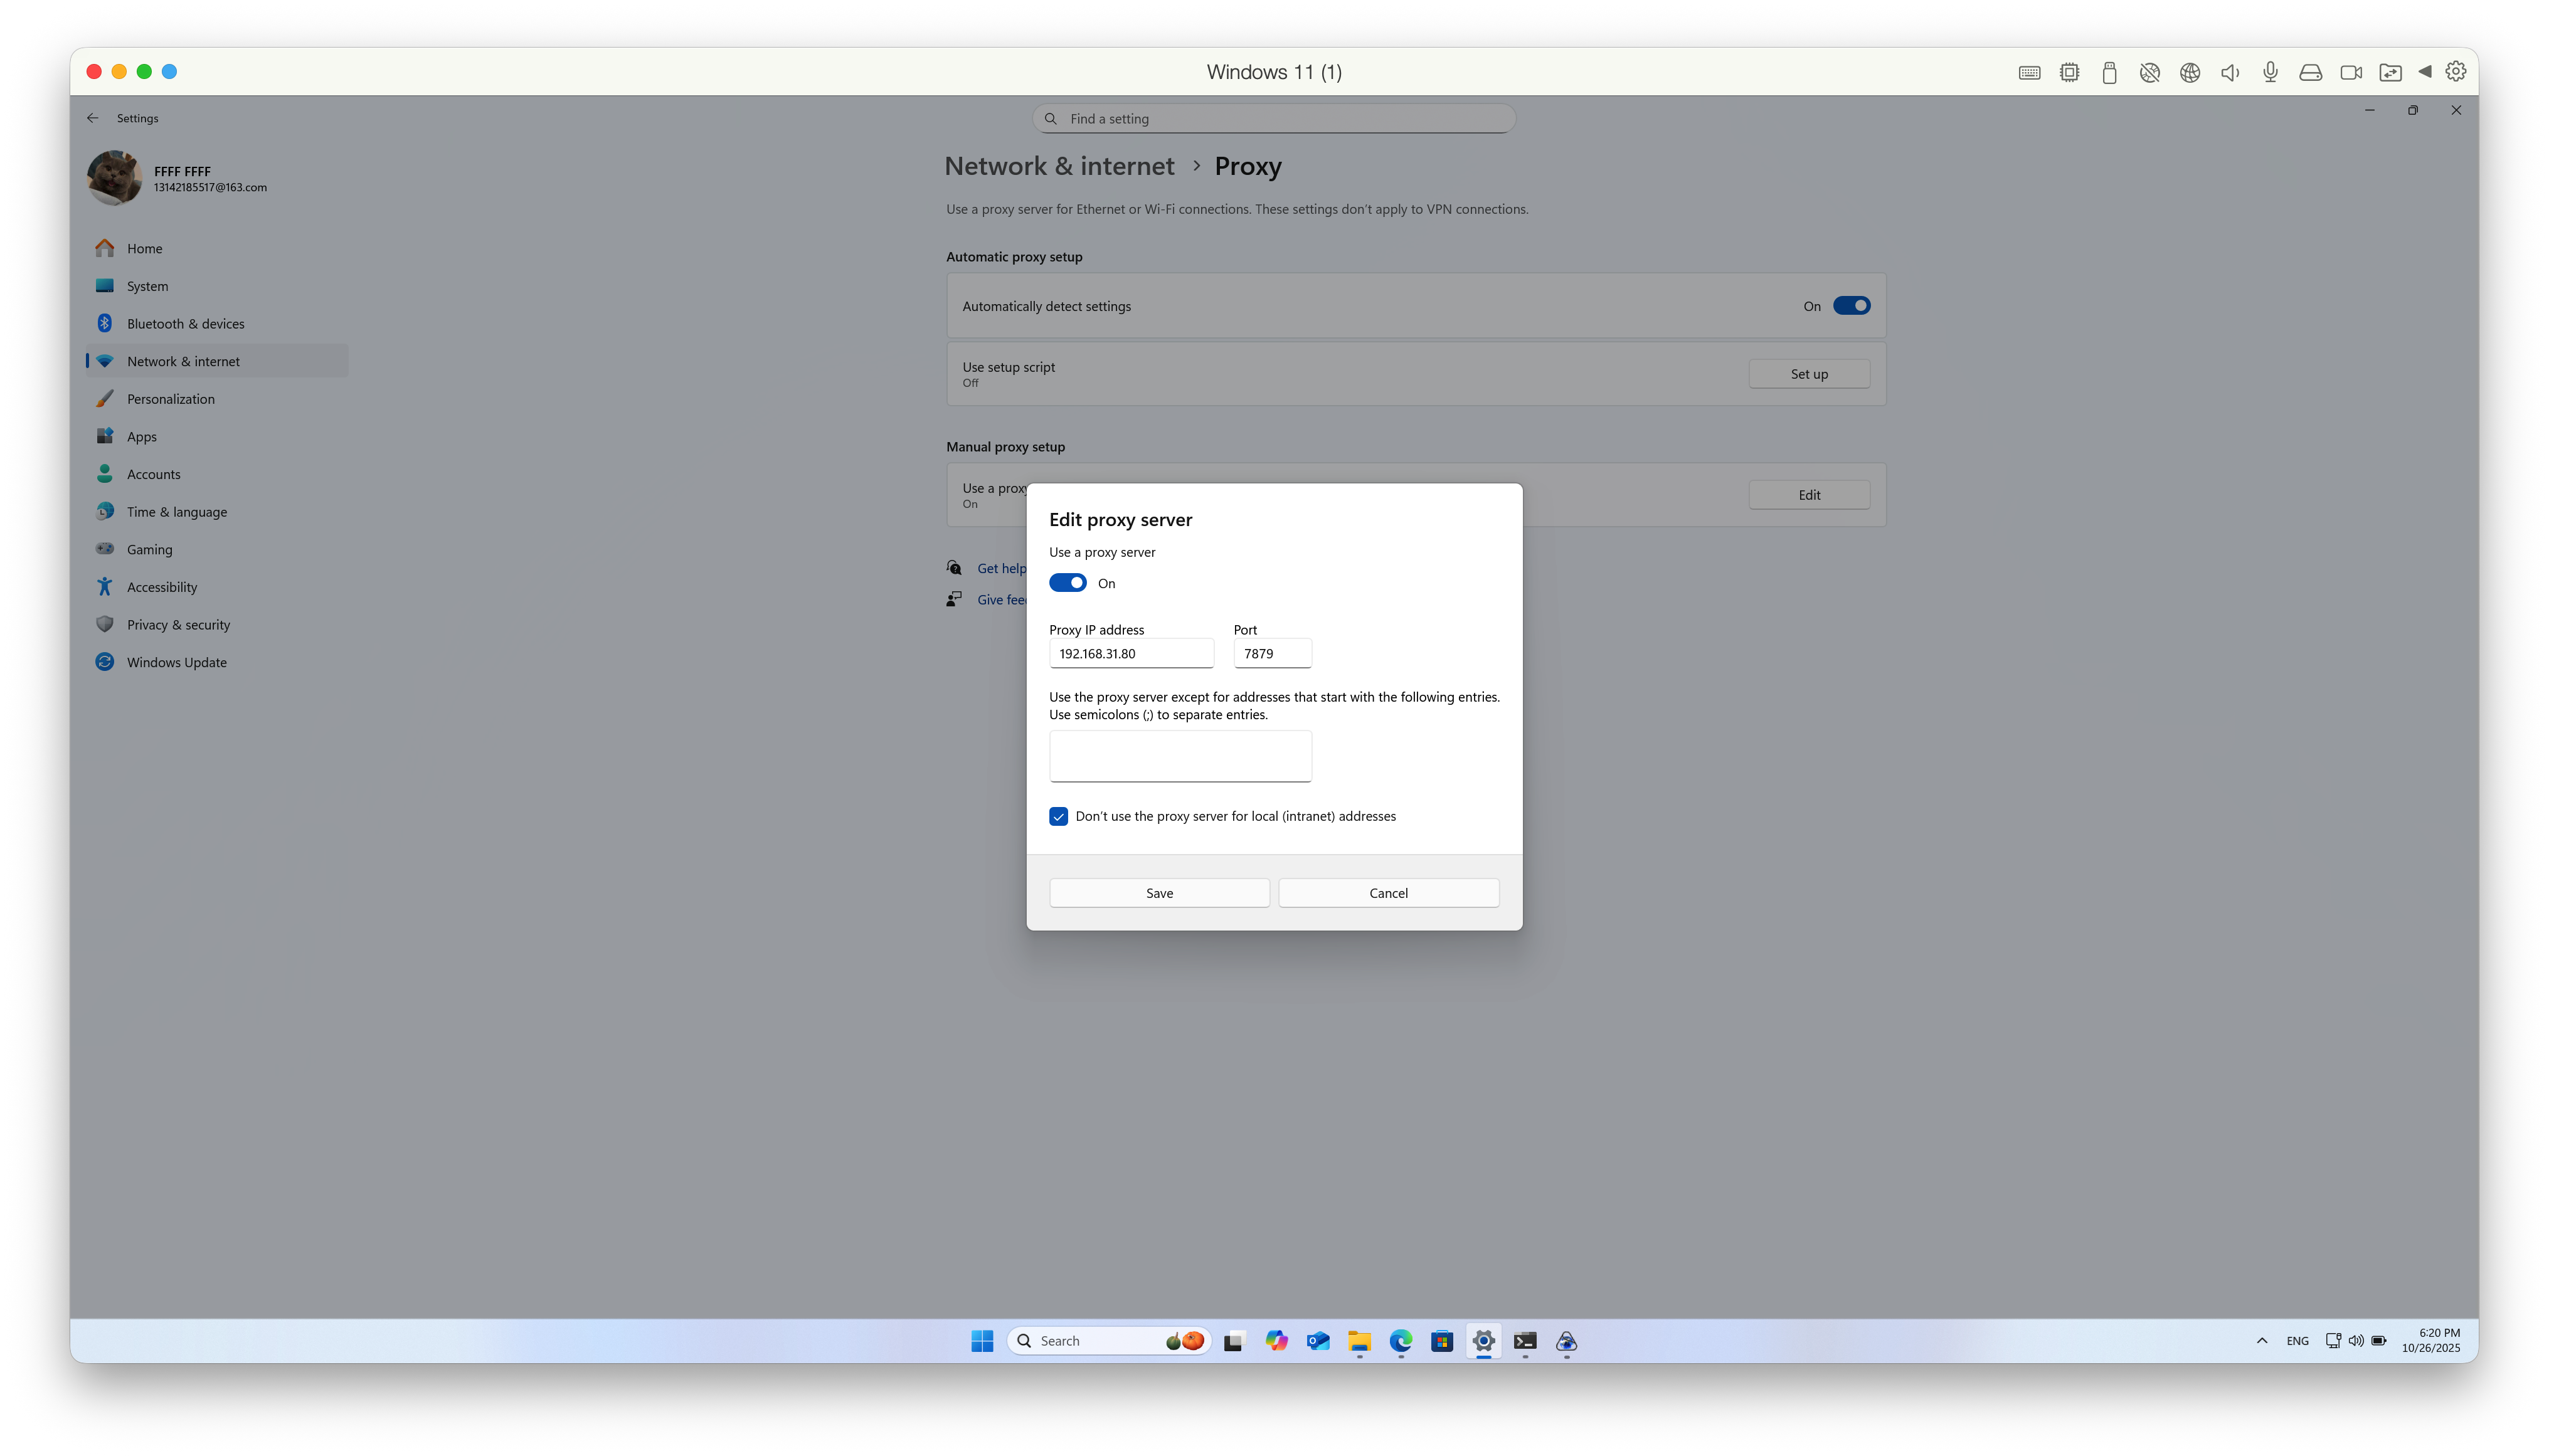 Windows 11 (1)
Settings
Find a setting
FFFF FFFF
13142185517@163.com
Home
System
Bluetooth & devices
Network & internet
Personalization
Apps
Accounts
Time & language
Gaming
Accessibility
Privacy & security
Windows Update
Network & internet > Proxy
Use a proxy server for Ethernet or Wi-Fi connections. These settings don't apply to VPN connections.
Automatic proxy setup
Automatically detect settings
On
Use setup script
Off
Set up
Manual proxy setup
Use a proxy
On
Edit
Get help
Give fee
Edit proxy server
Use a proxy server
On
Proxy IP address
Port
192.168.31.80
7879
Use the proxy server except for addresses that start with the following entries.
Use semicolons (;) to separate entries.
Don't use the proxy server for local (intranet) addresses
Save
Cancel
Search
ENG
6:20 PM
10/26/2025